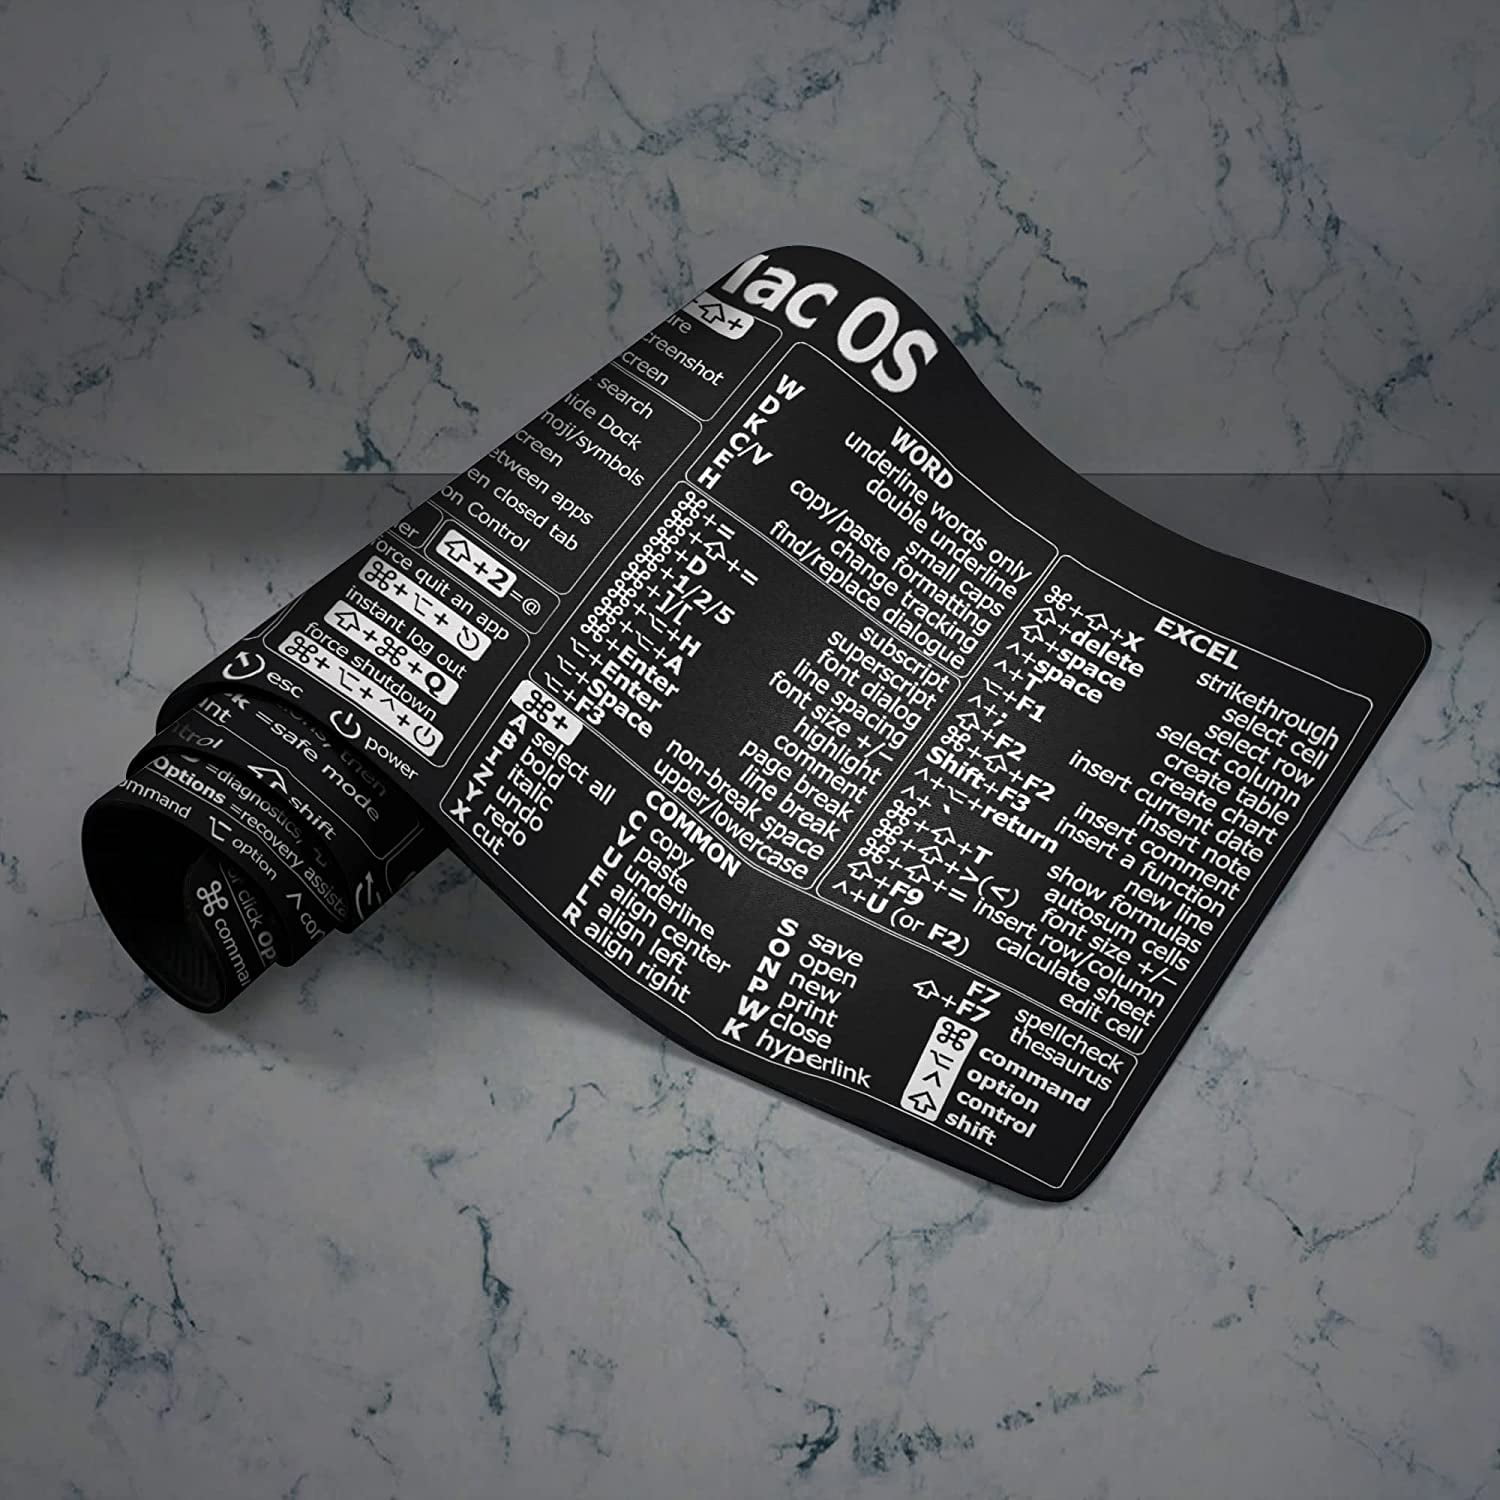 Mac OS
⇧+
screenshot
screen
search
hide Dock
emoji/symbols
screen
between apps
closed tab
on Control
⇧+2 =@
force quit an app
⌘+⌥+
instant log out
⇧+⌘+Q
force shutdown
⌘+⌥+^+
esc
power
then
=safe mode
=diagnostics,
⇧ shift
Options =recovery
⌥ option
^
click
⌘
WORD
W underline words only
D double underline
K small caps
C/V copy/paste formatting
E change tracking
H find/replace dialogue
⌘+= subscript
⌘+⇧+= superscript
⌘+D font dialog
⌘+1/2/5 line spacing
⌘+]/[ font size +/–
⌘+⌥+H highlight
⌘+⌥+A comment
⌘+Enter page break
⌥+Enter line break
⌥+Space non-break space
⌥+F3 upper/lowercase
EXCEL
⌘+⇧+X strikethrough
⇧+delete select cell
⇧+space select row
^+space select column
^+T create table
⌥+F1 create chart
^+; insert current date
⇧+F2 insert note
⌘+⇧+F2 insert comment
Shift+F3 insert a function
^+⌥+return new line
^+` show formulas
⌘+⇧+T autosum cells
⌘+⇧+>(<) font size +/–
⌘+⇧+= insert row/column
⇧+F9 calculate sheet
^+U (or F2) edit cell
COMMON
⌘+
A select all
B bold
I italic
Z undo
Y redo
X cut
C copy
V paste
U underline
E align center
L align left
R align right
S save
O open
N new
P print
W close
K hyperlink
F7 spellcheck
⇧+F7 thesaurus
⌘ command
⌥ option
^ control
⇧ shift